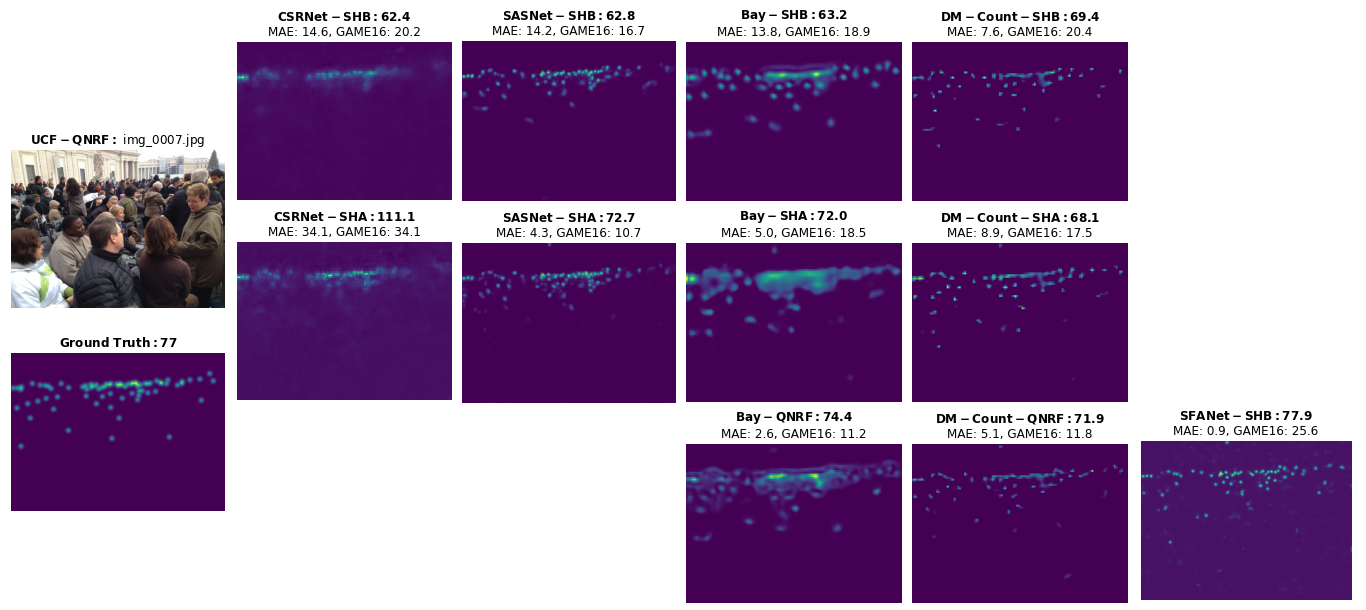 CSRNet − SHB : 62.4
MAE: 14.6, GAME16: 20.2
SASNet − SHB : 62.8
MAE: 14.2, GAME16: 16.7
Bay − SHB : 63.2
MAE: 13.8, GAME16: 18.9
DM − Count − SHB : 69.4
MAE: 7.6, GAME16: 20.4
UCF − QNRF : img_0007.jpg
CSRNet − SHA : 111.1
MAE: 34.1, GAME16: 34.1
SASNet − SHA : 72.7
MAE: 4.3, GAME16: 10.7
Bay − SHA : 72.0
MAE: 5.0, GAME16: 18.5
DM − Count − SHA : 68.1
MAE: 8.9, GAME16: 17.5
Ground Truth : 77
Bay − QNRF : 74.4
MAE: 2.6, GAME16: 11.2
DM − Count − QNRF : 71.9
MAE: 5.1, GAME16: 11.8
SFANet − SHB : 77.9
MAE: 0.9, GAME16: 25.6